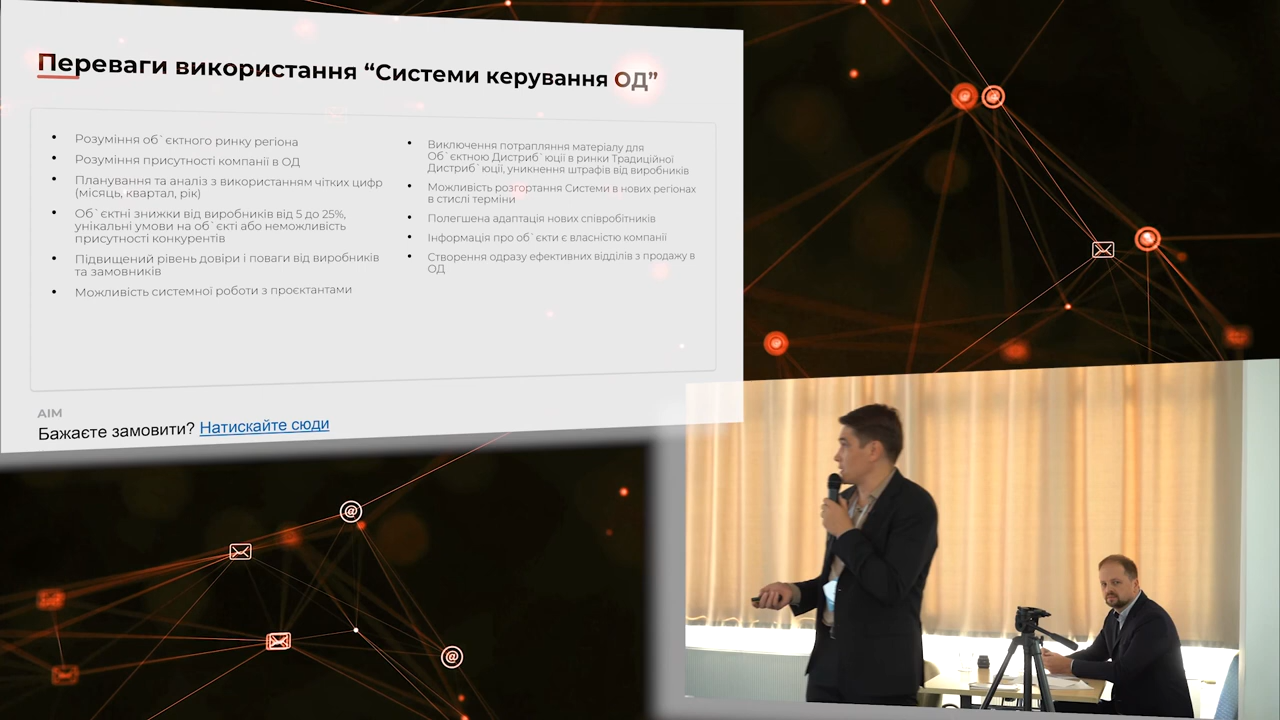 Переваги використання “Системи керування ОД”
• Розуміння об`єктного ринку регіона
• Розуміння присутності компанії в ОД
• Планування та аналіз з використанням чітких цифр
(місяць, квартал, рік)
• Об`єктні знижки від виробників від 5 до 25%,
унікальні умови на об`єкті або неможливість
присутності конкурентів
• Підвищений рівень довіри і поваги від виробників
та замовників
• Можливість системної роботи з проєктантами
• Виключення потрапляння матеріалу для
Об`єктною Дистриб`юції в ринки Традиційної
Дистриб`юції, уникнення штрафів від виробників
• Можливість розгортання Системи в нових регіонах
в стислі терміни
• Полегшена адаптація нових співробітників
• Інформація про об`єкти є власністю компанії
• Створення одразу ефективних відділів з продажу в
ОД
AIM
Бажаєте замовити? Натискайте сюди